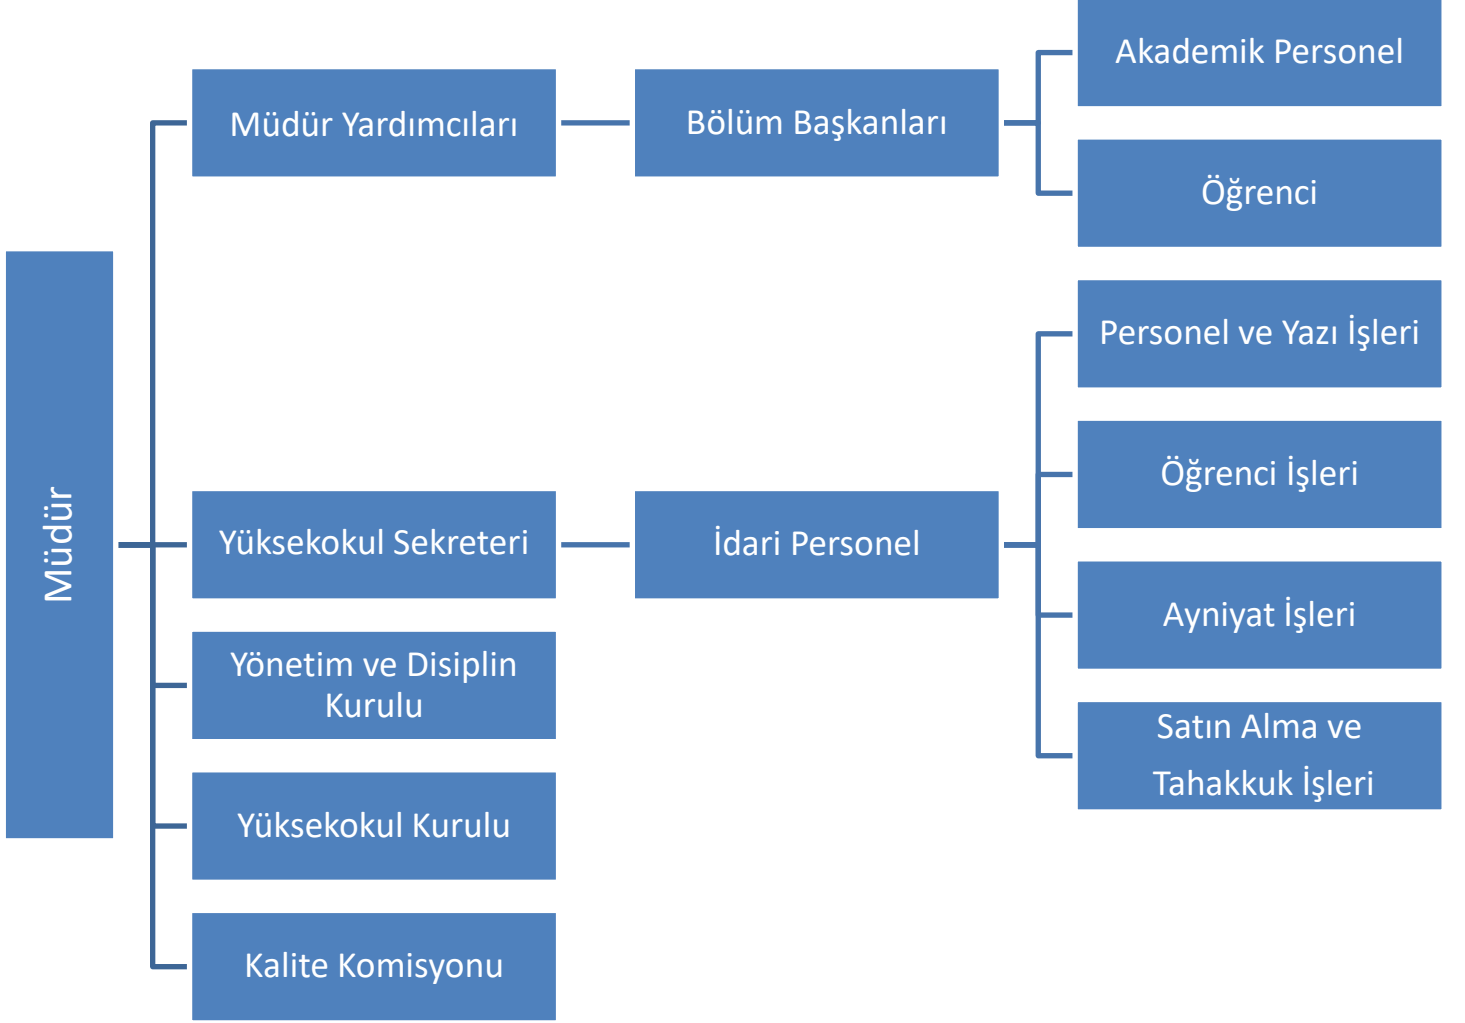 Müdür
Müdür Yardımcıları
Bölüm Başkanları
Akademik Personel
Öğrenci
Yüksekokul Sekreteri
İdari Personel
Personel ve Yazı İşleri
Öğrenci İşleri
Ayniyat İşleri
Satın Alma ve
Tahakkuk İşleri
Yönetim ve Disiplin
Kurulu
Yüksekokul Kurulu
Kalite Komisyonu